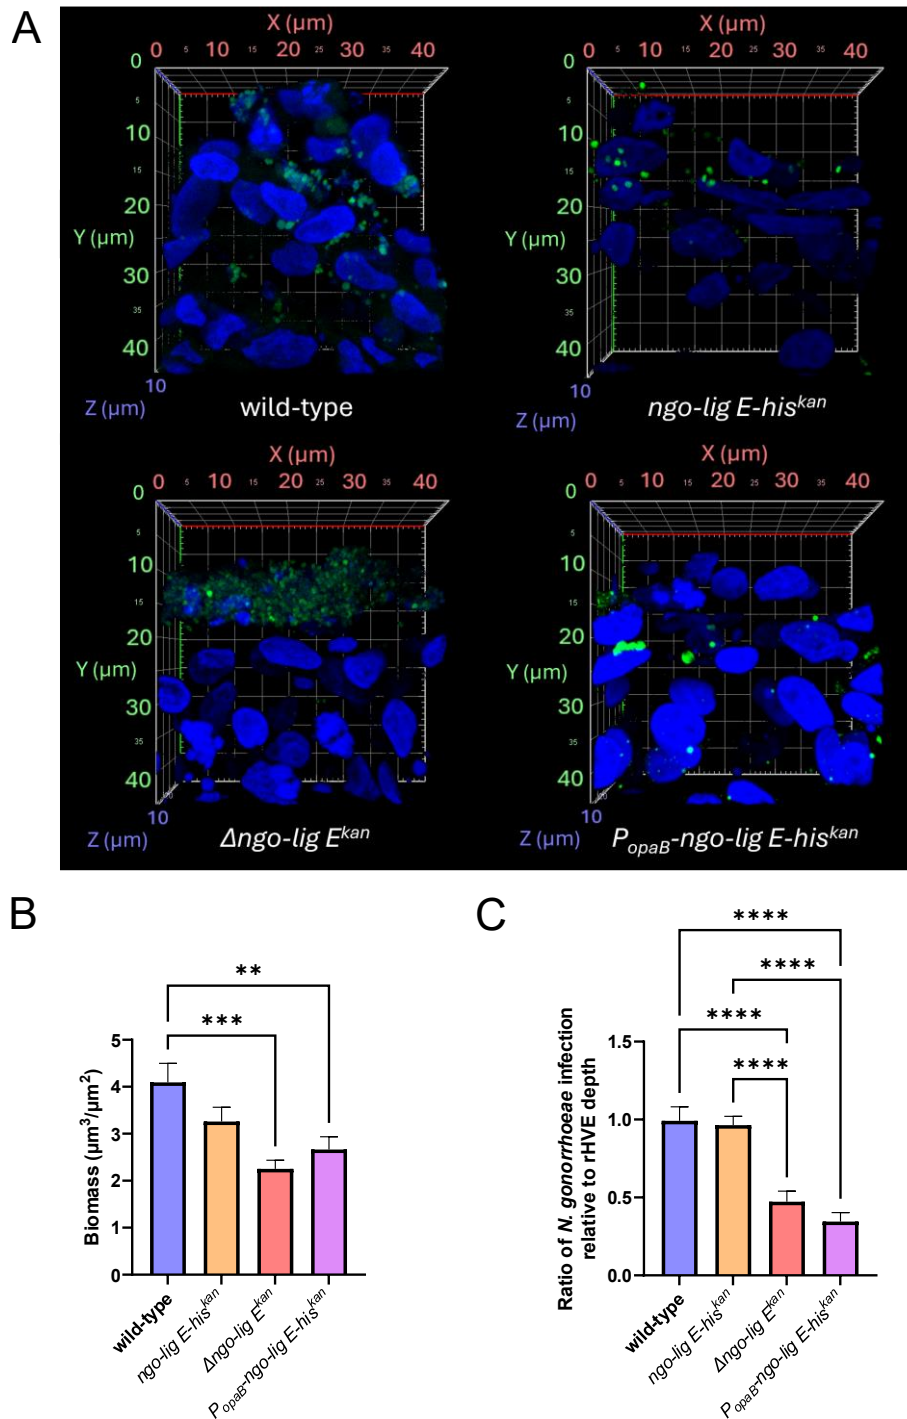 A
X (µm)
0 5 10 15 20 25 30 35 40
0
5
10
15
20
Y (µm)
30
35
40
10
Z (µm)
wild-type
X (µm)
0 5 10 15 20 25 30 35 40
0
5
10
15
20
Y (µm)
30
35
40
10
Z (µm)
ngo-lig E-hisᵏᵃⁿ
X (µm)
0 5 10 15 20 25 30 35 40
0
5
10
15
20
Y (µm)
30
35
40
10
Z (µm)
Δngo-lig Eᵏᵃⁿ
X (µm)
0 5 10 15 20 25 30 35 40
0
5
10
15
20
Y (µm)
30
35
40
10
Z (µm)
P_opaB-ngo-lig E-hisᵏᵃⁿ
B
**
***
5
4
3
2
1
0
Biomass (µm³/µm²)
wild-type
ngo-lig E-hisᵏᵃⁿ
Δngo-lig Eᵏᵃⁿ
P_opaB-ngo-lig E-hisᵏᵃⁿ
C
****
****
****
****
1.5
1.0
0.5
0.0
Ratio of N. gonorrhoeae infection
relative to rHVE depth
wild-type
ngo-lig E-hisᵏᵃⁿ
Δngo-lig Eᵏᵃⁿ
P_opaB-ngo-lig E-hisᵏᵃⁿ